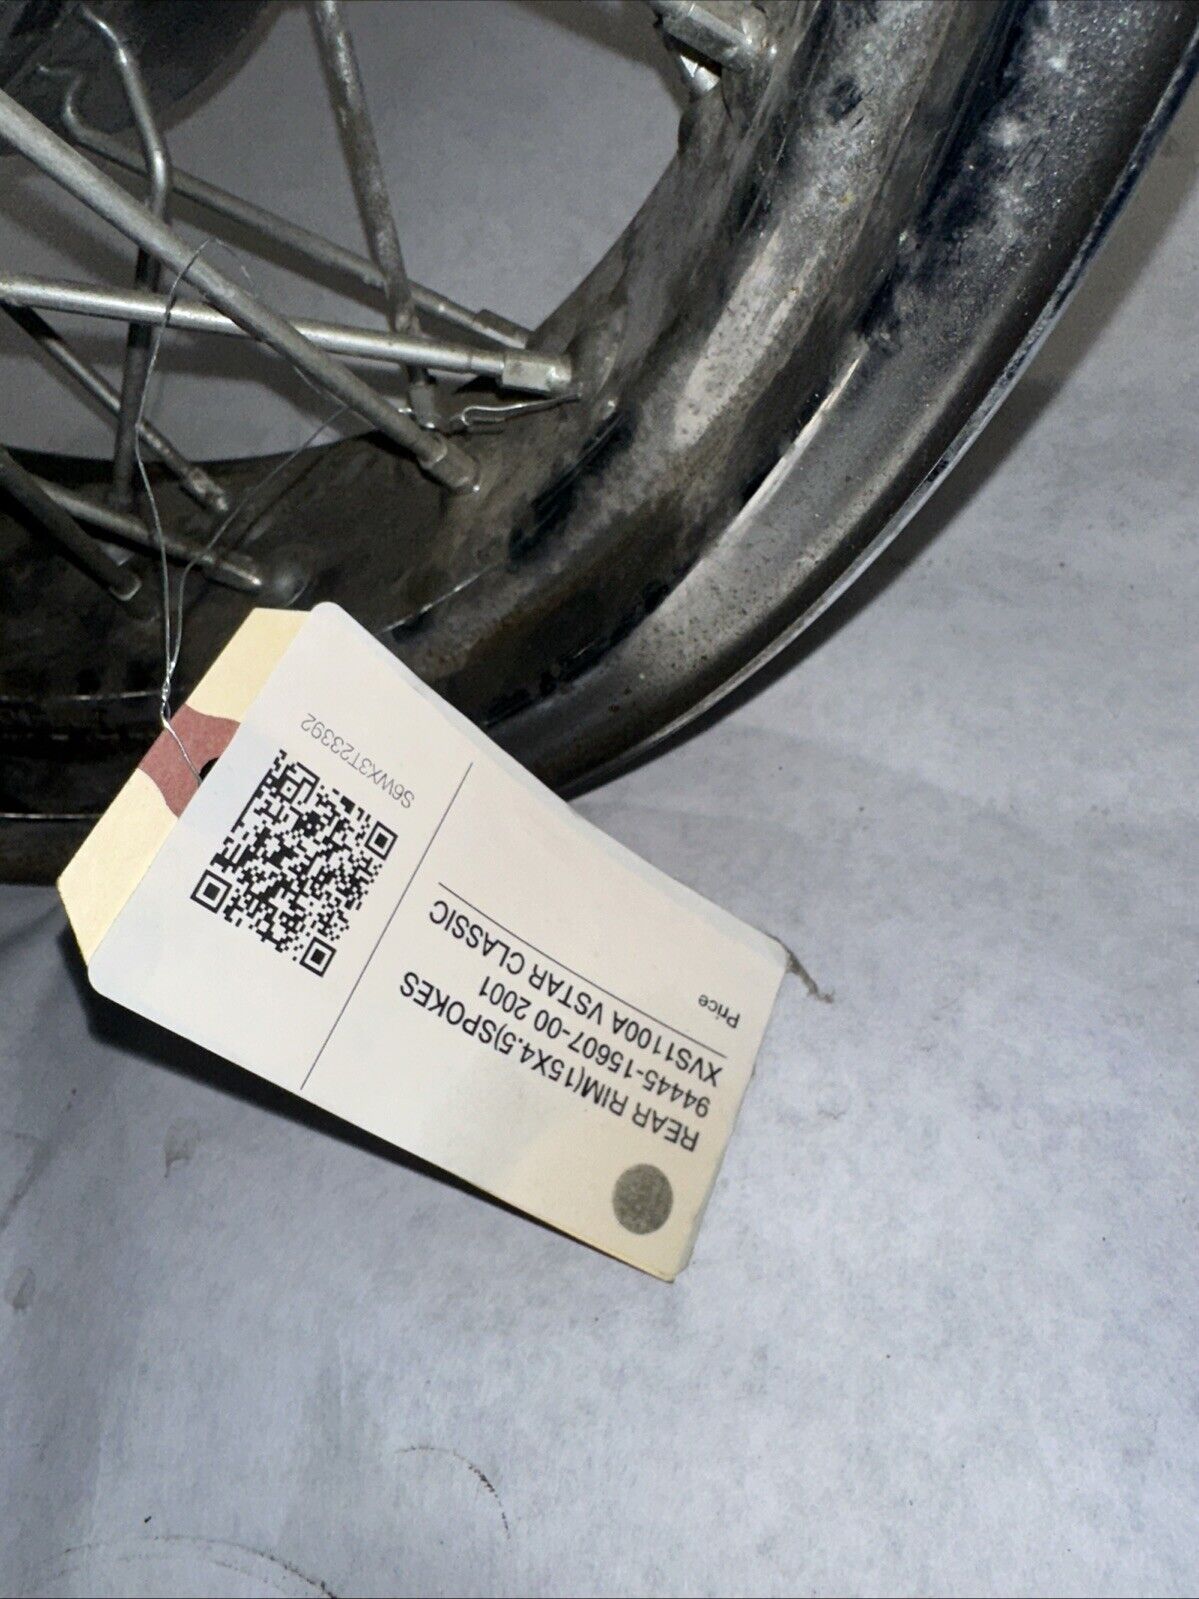 S6WX3T23392
REAR RIM(15X4.5)SPOKES
94445-15607-00 2001
XVS1100A VSTAR CLASSIC
Price